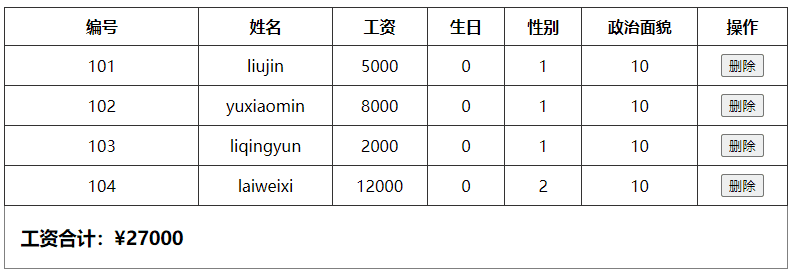 编号 姓名 工资 生日 性别 政治面貌 操作
101 liujin 5000 0 1 10 删除
102 yuxiaomin 8000 0 1 10 删除
103 liqingyun 2000 0 1 10 删除
104 laiweixi 12000 0 2 10 删除
工资合计：¥27000